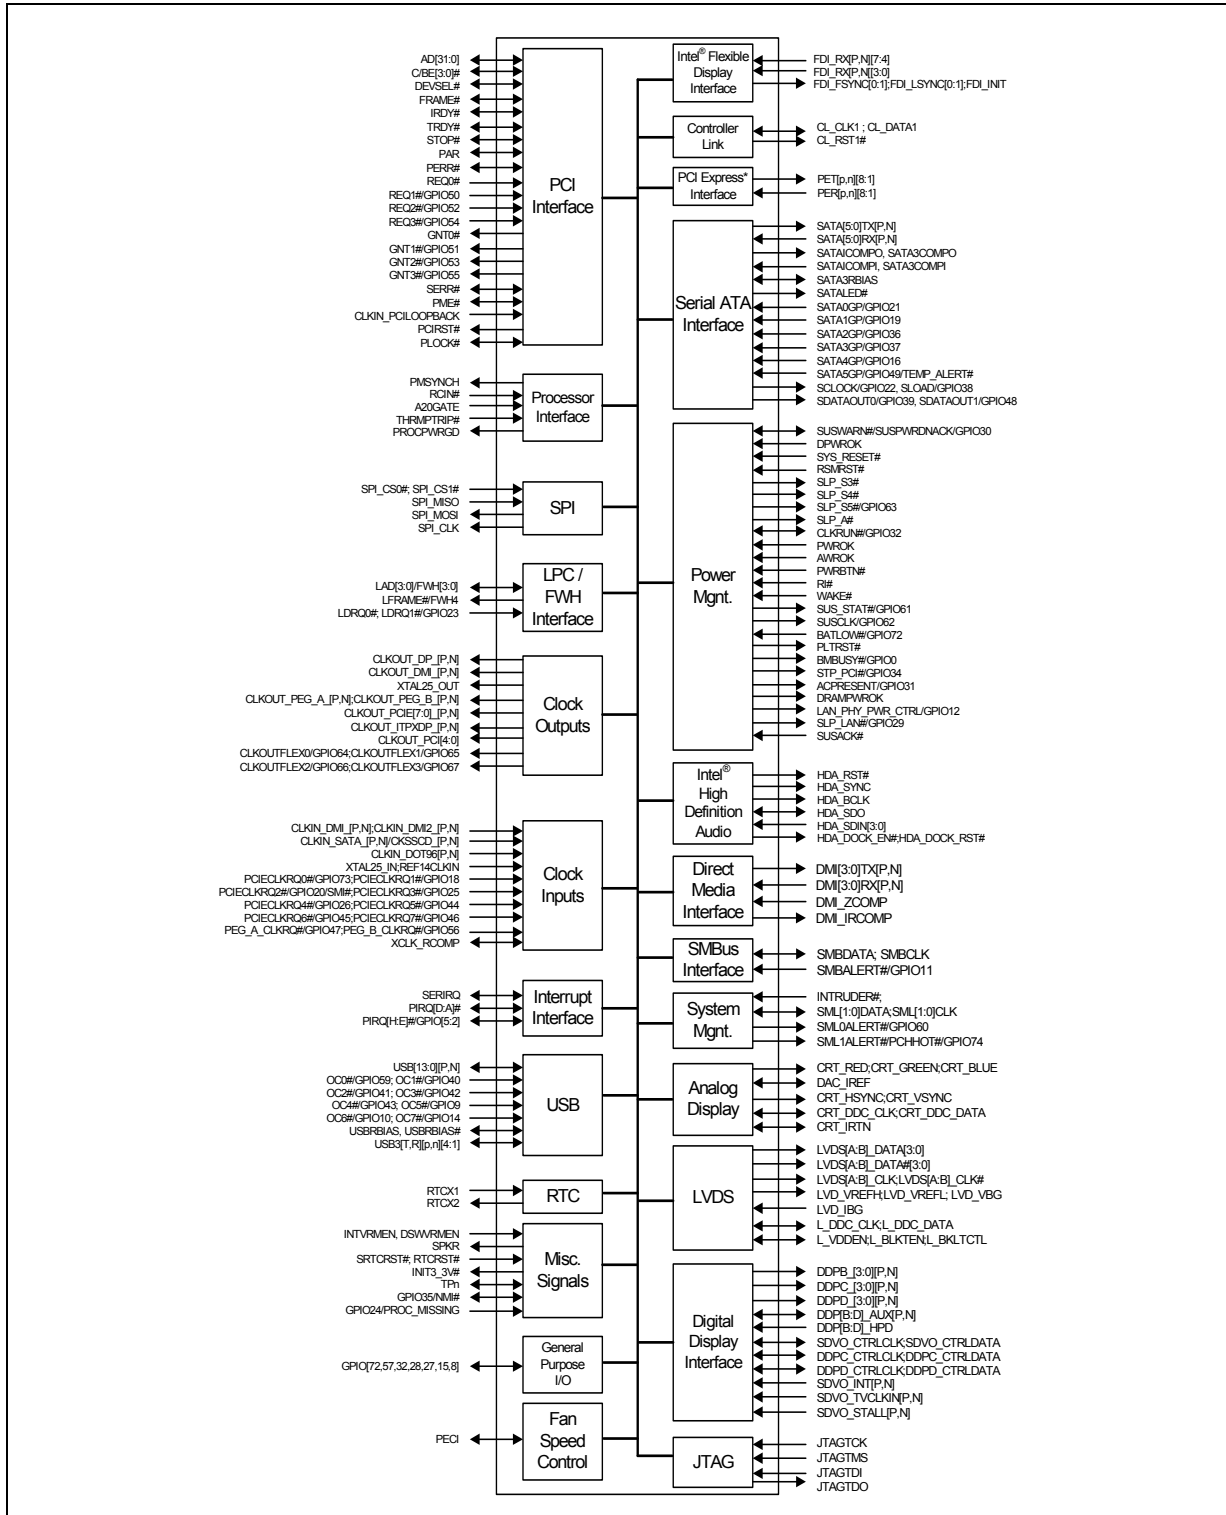 AD[31:0]
C/BE[3:0]#
DEVSEL#
FRAME#
IRDY#
TRDY#
STOP#
PAR
PERR#
REQ0#
REQ1#/GPIO50
REQ2#/GPIO52
REQ3#/GPIO54
GNT0#
GNT1#/GPIO51
GNT2#/GPIO53
GNT3#/GPIO55
SERR#
PME#
CLKIN_PCILOOPBACK
PCIRST#
PLOCK#
PCI
Interface
PMSYNCH
RCIN#
A20GATE
THRMPTRIP#
PROCPWRGD
Processor
Interface
SPI_CS0#; SPI_CS1#
SPI_MISO
SPI_MOSI
SPI_CLK
SPI
LAD[3:0]/FWH[3:0]
LFRAME#/FWH4
LDRQ0#; LDRQ1#/GPIO23
LPC /
FWH
Interface
CLKOUT_DP_[P,N]
CLKOUT_DMI_[P,N]
XTAL25_OUT
CLKOUT_PEG_A_[P,N];CLKOUT_PEG_B_[P,N]
CLKOUT_PCIE[7:0]_[P,N]
CLKOUT_ITPXDP_[P,N]
CLKOUT_PCI[4:0]
CLKOUTFLEX0/GPIO64;CLKOUTFLEX1/GPIO65
CLKOUTFLEX2/GPIO66;CLKOUTFLEX3/GPIO67
Clock
Outputs
CLKIN_DMI_[P,N];CLKIN_DMI2_[P,N]
CLKIN_SATA_[P,N]/CKSSCD_[P,N]
CLKIN_DOT96[P,N]
XTAL25_IN;REF14CLKIN
PCIECLKRQ0#/GPIO73;PCIECLKRQ1#/GPIO18
PCIECLKRQ2#/GPIO20/SMI#;PCIECLKRQ3#/GPIO25
PCIECLKRQ4#/GPIO26;PCIECLKRQ5#/GPIO44
PCIECLKRQ6#/GPIO45;PCIECLKRQ7#/GPIO46
PEG_A_CLKRQ#/GPIO47;PEG_B_CLKRQ#/GPIO56
XCLK_RCOMP
Clock
Inputs
SERIRQ
PIRQ[D:A]#
PIRQ[H:E]#/GPIO[5:2]
Interrupt
Interface
USB[13:0][P,N]
OC0#/GPIO59; OC1#/GPIO40
OC2#/GPIO41; OC3#/GPIO42
OC4#/GPIO43; OC5#/GPIO9
OC6#/GPIO10; OC7#/GPIO14
USBRBIAS, USBRBIAS#
USB3[T,R][p,n][4:1]
USB
RTCX1
RTCX2
RTC
INTVRMEN, DSWVRMEN
SPKR
SRTCRST#; RTCRST#
INIT3_3V#
TPn
GPIO35/NMI#
GPIO24/PROC_MISSING
Misc.
Signals
GPIO[72,57,32,28,27,15,8]
General
Purpose
I/O
PECI
Fan
Speed
Control
Intel® Flexible
Display
Interface
FDI_RX[P,N][7:4]
FDI_RX[P,N[[3:0]
FDI_FSYNC[0:1];FDI_LSYNC[0:1];FDI_INIT
Controller
Link
CL_CLK1 ; CL_DATA1
CL_RST1#
PCI Express*
Interface
PET[p,n][8:1]
PER[p,n][8:1]
Serial ATA
Interface
SATA[5:0]TX[P,N]
SATA[5:0]RX[P,N]
SATAICOMPO, SATA3COMPO
SATAICOMPI, SATA3COMPI
SATA3RBIAS
SATALED#
SATA0GP/GPIO21
SATA1GP/GPIO19
SATA2GP/GPIO36
SATA3GP/GPIO37
SATA4GP/GPIO16
SATA5GP/GPIO49/TEMP_ALERT#
SCLOCK/GPIO22, SLOAD/GPIO38
SDATAOUT0/GPIO39, SDATAOUT1/GPIO48
Power
Mgnt.
SUSWARN#/SUSPWRDNACK/GPIO30
DPWROK
SYS_RESET#
RSMRST#
SLP_S3#
SLP_S4#
SLP_S5#/GPIO63
SLP_A#
CLKRUN#/GPIO32
PWROK
AWROK
PWRBTN#
RI#
WAKE#
SUS_STAT#/GPIO61
SUSCLK/GPIO62
BATLOW#/GPIO72
PLTRST#
BMBUSY#/GPIO0
STP_PCI#/GPIO34
ACPRESENT/GPIO31
DRAMPWROK
LAN_PHY_PWR_CTRL/GPIO12
SLP_LAN#/GPIO29
SUSACK#
Intel®
High
Definition
Audio
HDA_RST#
HDA_SYNC
HDA_BCLK
HDA_SDO
HDA_SDIN[3:0]
HDA_DOCK_EN#;HDA_DOCK_RST#
Direct
Media
Interface
DMI[3:0]TX[P,N]
DMI[3:0]RX[P,N]
DMI_ZCOMP
DMI_IRCOMP
SMBus
Interface
SMBDATA; SMBCLK
SMBALERT#/GPIO11
System
Mgnt.
INTRUDER#;
SML[1:0]DATA;SML[1:0]CLK
SML0ALERT#/GPIO60
SML1ALERT#/PCHHOT#/GPIO74
Analog
Display
CRT_RED;CRT_GREEN;CRT_BLUE
DAC_IREF
CRT_HSYNC;CRT_VSYNC
CRT_DDC_CLK;CRT_DDC_DATA
CRT_IRTN
LVDS
LVDS[A:B]_DATA[3:0]
LVDS[A:B]_DATA#[3:0]
LVDS[A:B]_CLK;LVDS[A:B]_CLK#
LVD_VREFH;LVD_VREFL; LVD_VBG
LVD_IBG
L_DDC_CLK;L_DDC_DATA
L_VDDEN;L_BLKTEN;L_BKLTCTL
Digital
Display
Interface
DDPB_[3:0][P,N]
DDPC_[3:0][P,N]
DDPD_[3:0][P,N]
DDP[B:D]_AUX[P,N]
DDP[B:D]_HPD
SDVO_CTRLCLK;SDVO_CTRLDATA
DDPC_CTRLCLK;DDPC_CTRLDATA
DDPD_CTRLCLK;DDPD_CTRLDATA
SDVO_INT[P,N]
SDVO_TVCLKIN[P,N]
SDVO_STALL[P,N]
JTAG
JTAGTCK
JTAGTMS
JTAGTDI
JTAGTDO